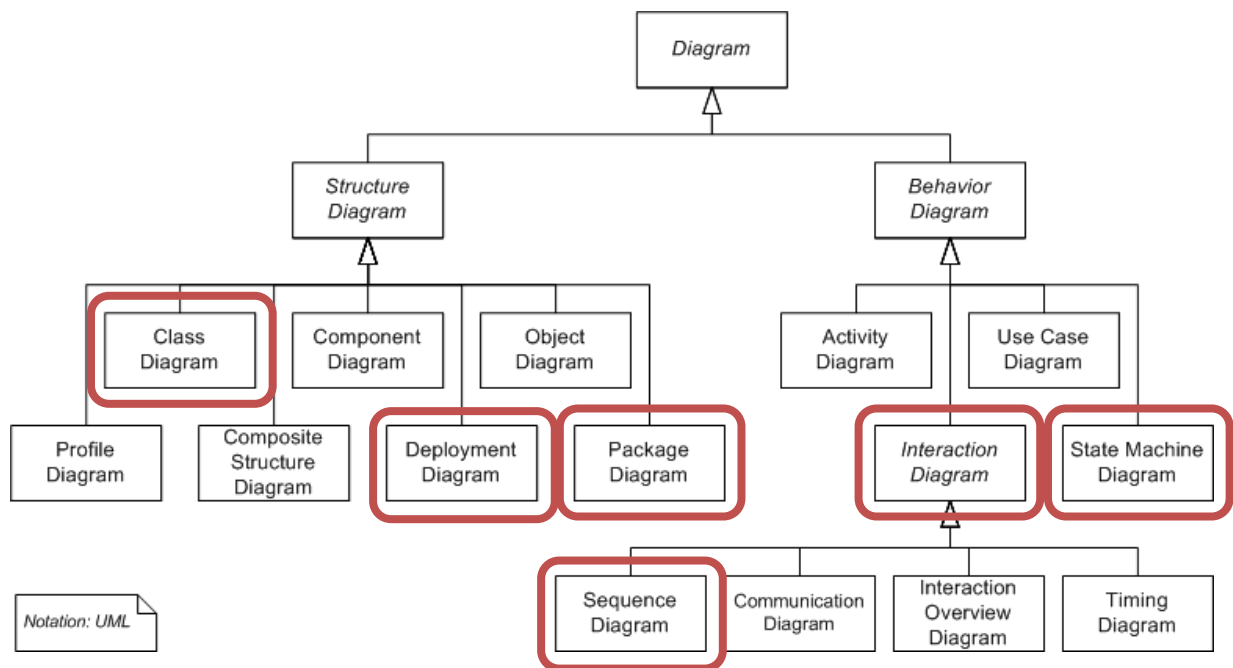 Diagram
Structure
Diagram
Behavior
Diagram
Class
Diagram
Component
Diagram
Object
Diagram
Activity
Diagram
Use Case
Diagram
Profile
Diagram
Composite
Structure
Diagram
Deployment
Diagram
Package
Diagram
Interaction
Diagram
State Machine
Diagram
Sequence
Diagram
Communication
Diagram
Interaction
Overview
Diagram
Timing
Diagram
Notation: UML